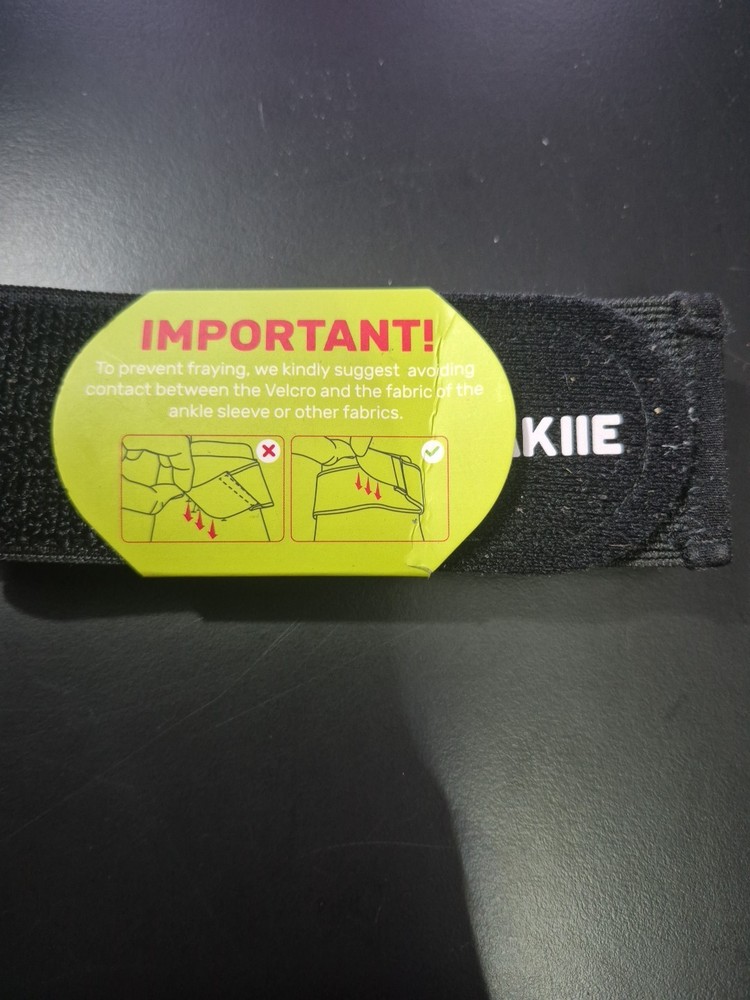 IMPORTANT!
To prevent fraying, we kindly suggest avoiding
contact between the Velcro and the fabric of the
ankle sleeve or other fabrics.
AKIIE